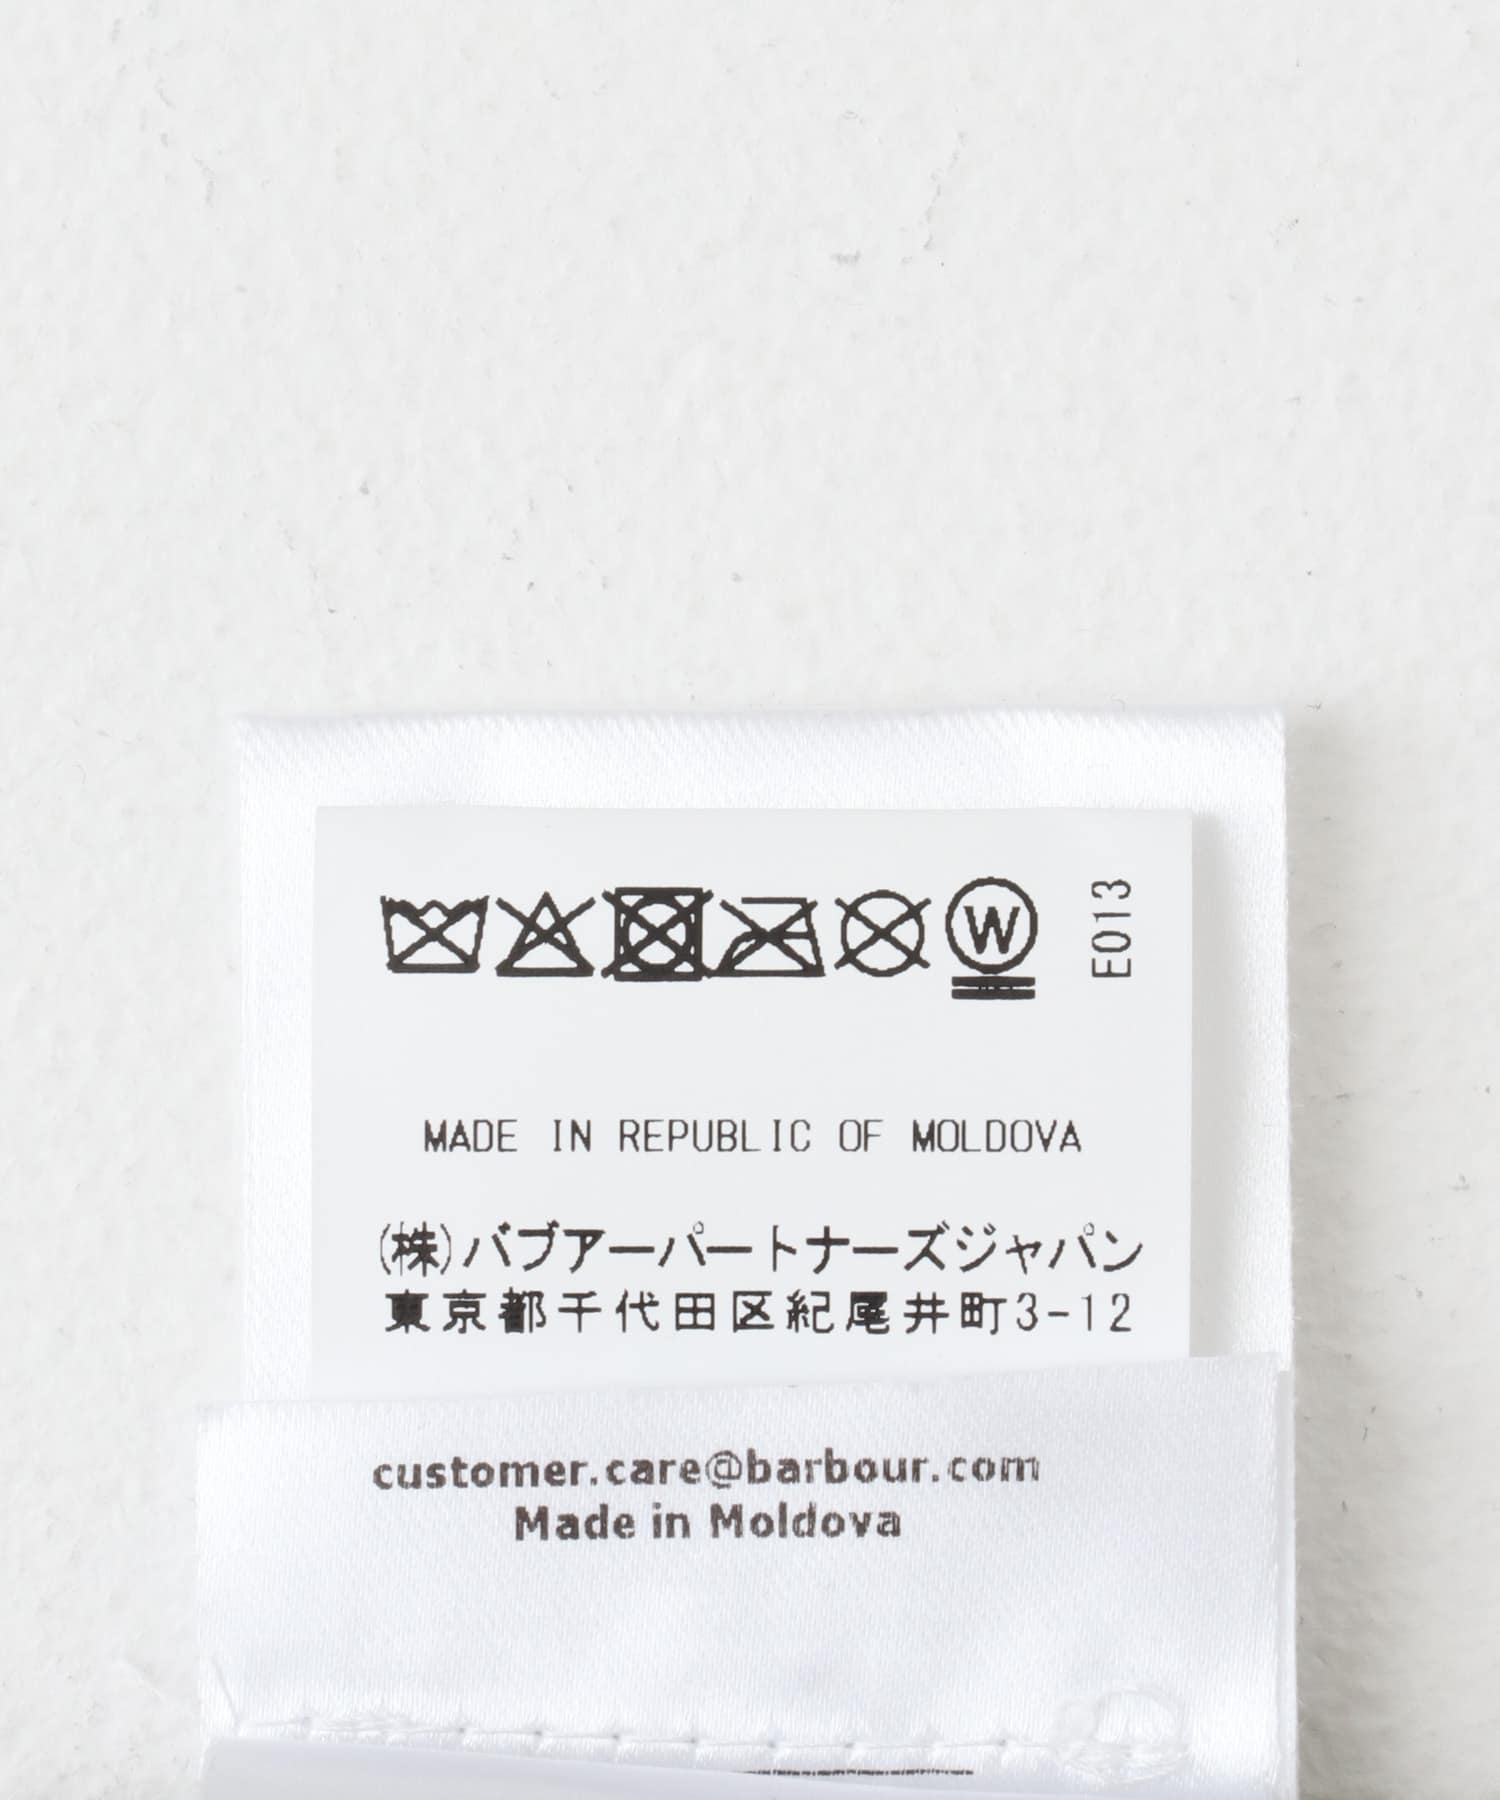 W
E013
MADE IN REPUBLIC OF MOLDOVA
(株)バブアーパートナーズジャパン
東京都千代田区紀尾井町3-12
customer.care@barbour.com
Made in Moldova